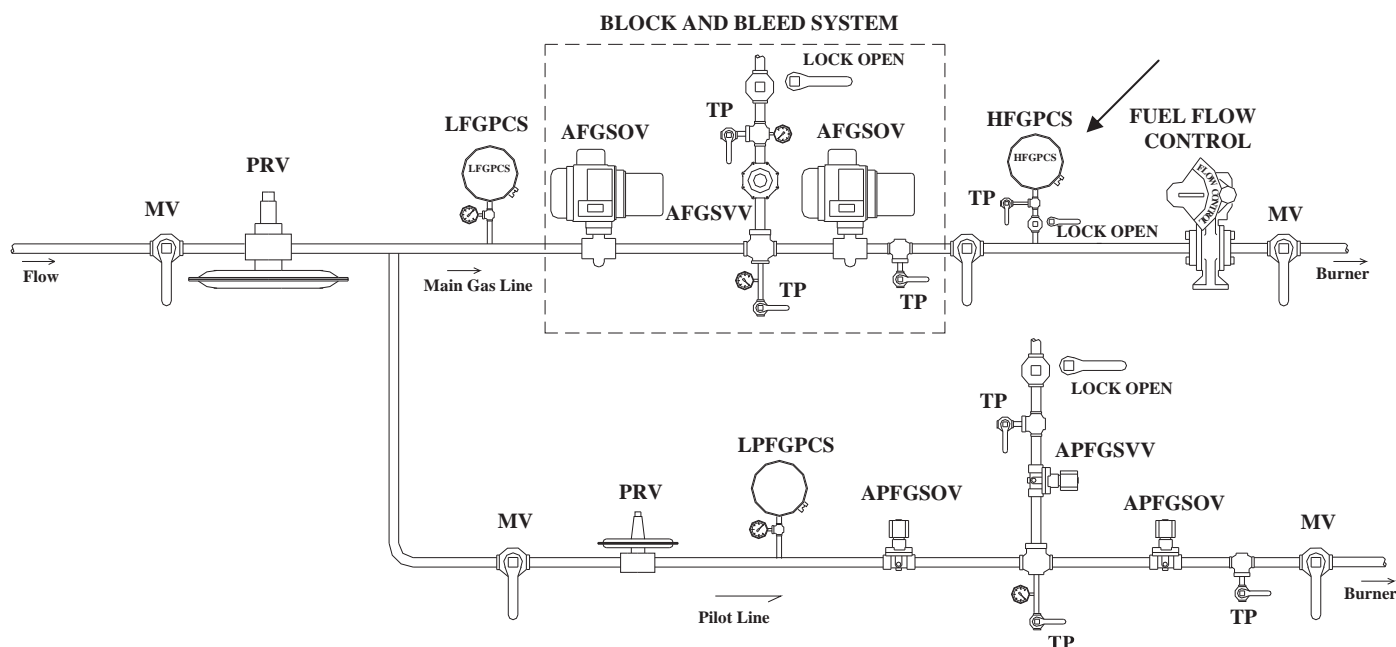 BLOCK AND BLEED SYSTEM
LOCK OPEN
TP
LFGPCS
AFGSOV
AFGSOV
HFGPCS
FUEL FLOW
CONTROL
PRV
LFGPCS
HFGPCS
FLOW CONTROL
MV
AFGSVV
TP
LOCK OPEN
MV
Flow
Main Gas Line
TP
TP
Burner
LOCK OPEN
TP
LPFGPCS
APFGSVV
PRV
APFGSOV
APFGSOV
MV
MV
Burner
Pilot Line
TP
TP